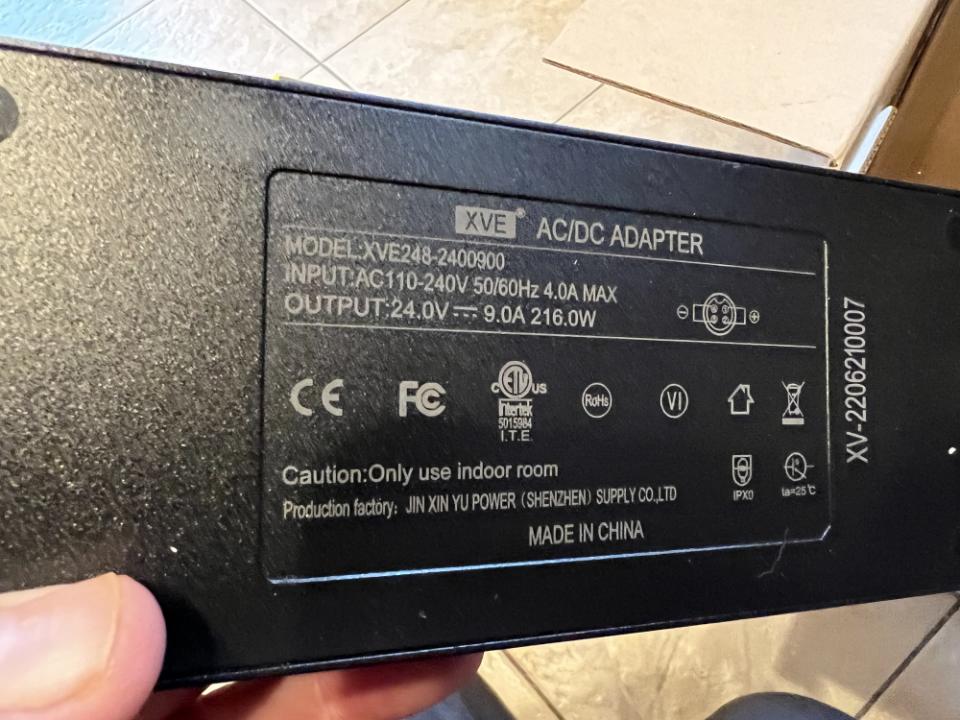 XVE® AC/DC ADAPTER
MODEL:XVE248-2400900
INPUT:AC110-240V 50/60Hz 4.0A MAX
OUTPUT:24.0V⎓9.0A 216.0W
CE FC c ETL US RoHs VI
Intertek
5015984
I.T.E.
Caution:Only use indoor room
IPX0 ta=25℃
Production factory: JIN XIN YU POWER (SHENZHEN) SUPPLY CO.,LTD
MADE IN CHINA
XV-2206210007